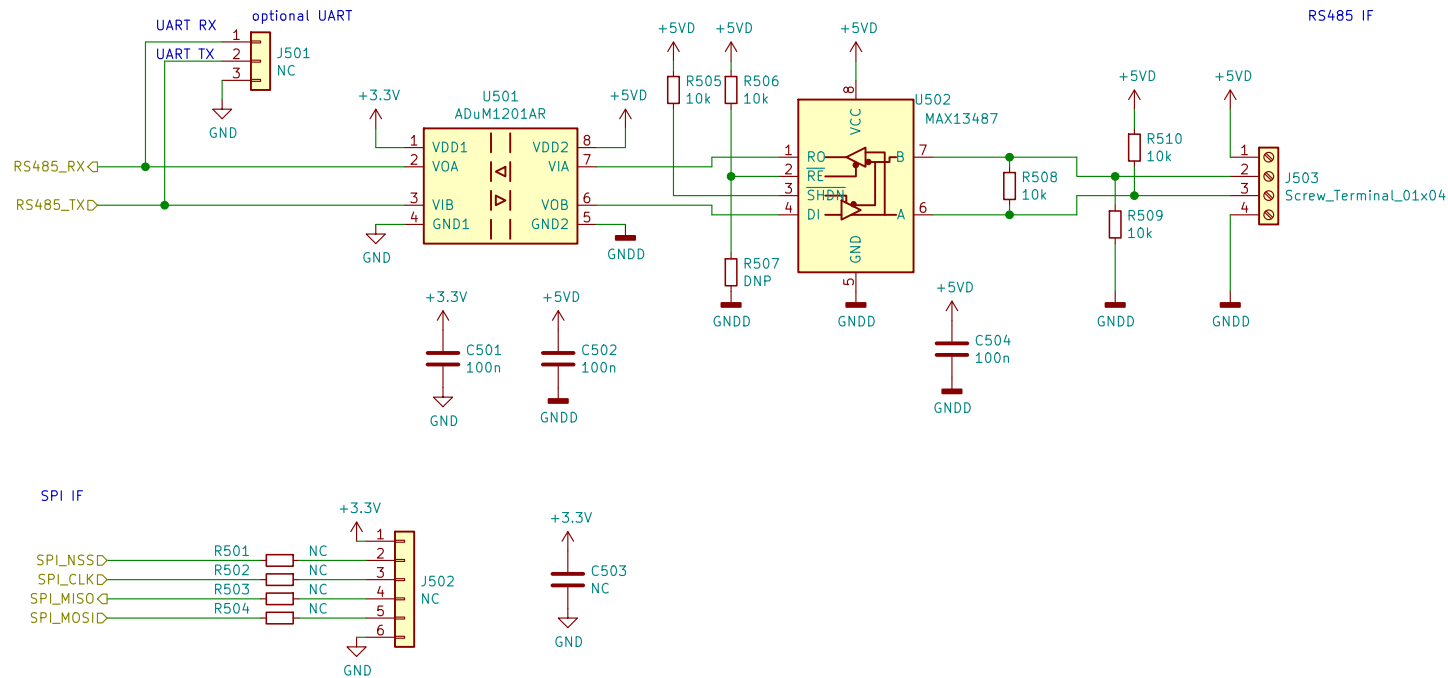 optional UART
RS485 IF
UART RX
UART TX
1
2
3
J501
NC
GND
+3.3V
U501
ADuM1201AR
+5VD
1
VDD1
VDD2
8
RS485_RX
2
VOA
VIA
7
RS485_TX
3
VIB
VOB
6
4
GND1
GND2
5
GND
GNDD
+5VD
+5VD
+5VD
R505
10k
R506
10k
8
VCC
U502
MAX13487
1
RO
B
7
2
RE
3
SHDN
4
DI
A
6
GND
5
R507
DNP
GNDD
GNDD
R508
10k
+5VD
+5VD
R510
10k
R509
10k
1
2
3
4
J503
Screw_Terminal_01x04
GNDD
GNDD
+3.3V
C501
100n
GND
+5VD
C502
100n
GNDD
+5VD
C504
100n
GNDD
SPI IF
+3.3V
1
SPI_NSS
R501
NC
2
SPI_CLK
R502
NC
3
SPI_MISO
R503
NC
4
SPI_MOSI
R504
NC
5
6
J502
NC
GND
+3.3V
C503
NC
GND